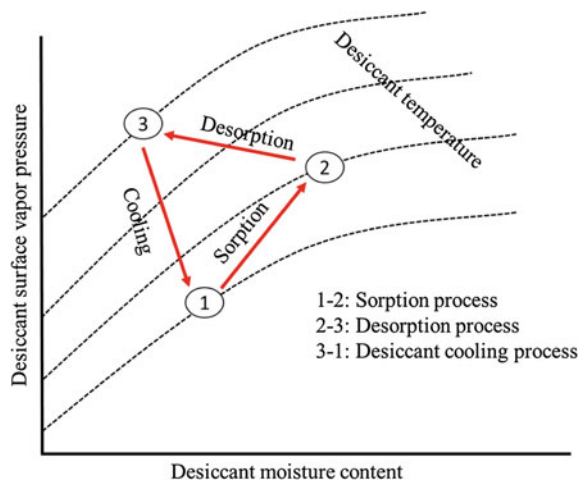 Desiccant surface vapor pressure
Desiccant temperature
3
Desorption
2
Cooling
Sorption
1
1-2: Sorption process
2-3: Desorption process
3-1: Desiccant cooling process
Desiccant moisture content